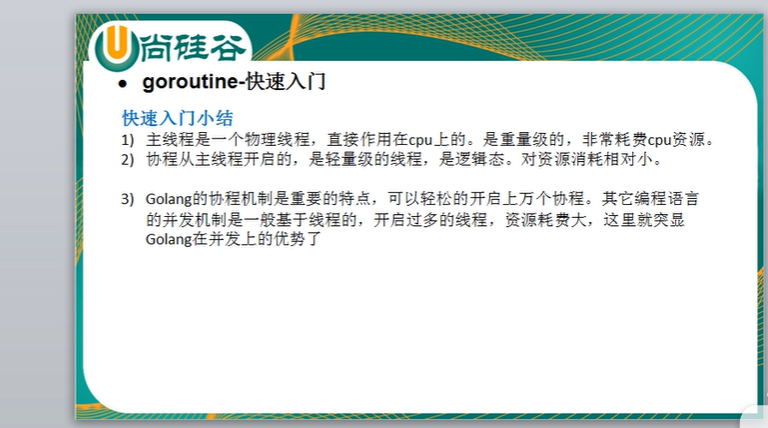 尚硅谷
● goroutine-快速入门
快速入门小结
1) 主线程是一个物理线程，直接作用在cpu上的。是重量级的，非常耗费cpu资源。
2) 协程从主线程开启的，是轻量级的线程，是逻辑态。对资源消耗相对小。
3) Golang的协程机制是重要的特点，可以轻松的开启上万个协程。其它编程语言
的并发机制是一般基于线程的，开启过多的线程，资源耗费大，这里就突显
Golang在并发上的优势了